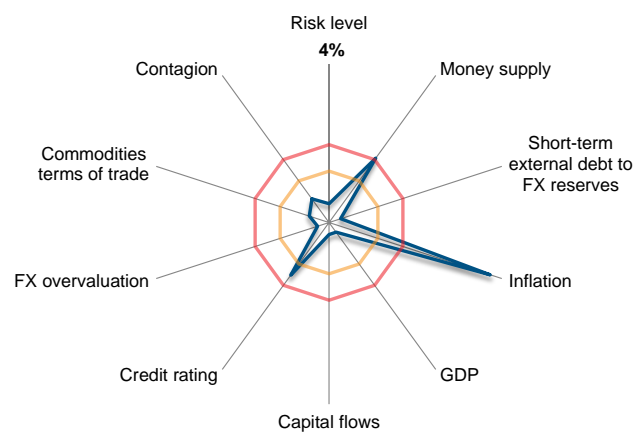 Risk level
4%
Contagion
Money supply
Commodities
terms of trade
Short-term
external debt to
FX reserves
FX overvaluation
Inflation
Credit rating
GDP
Capital flows